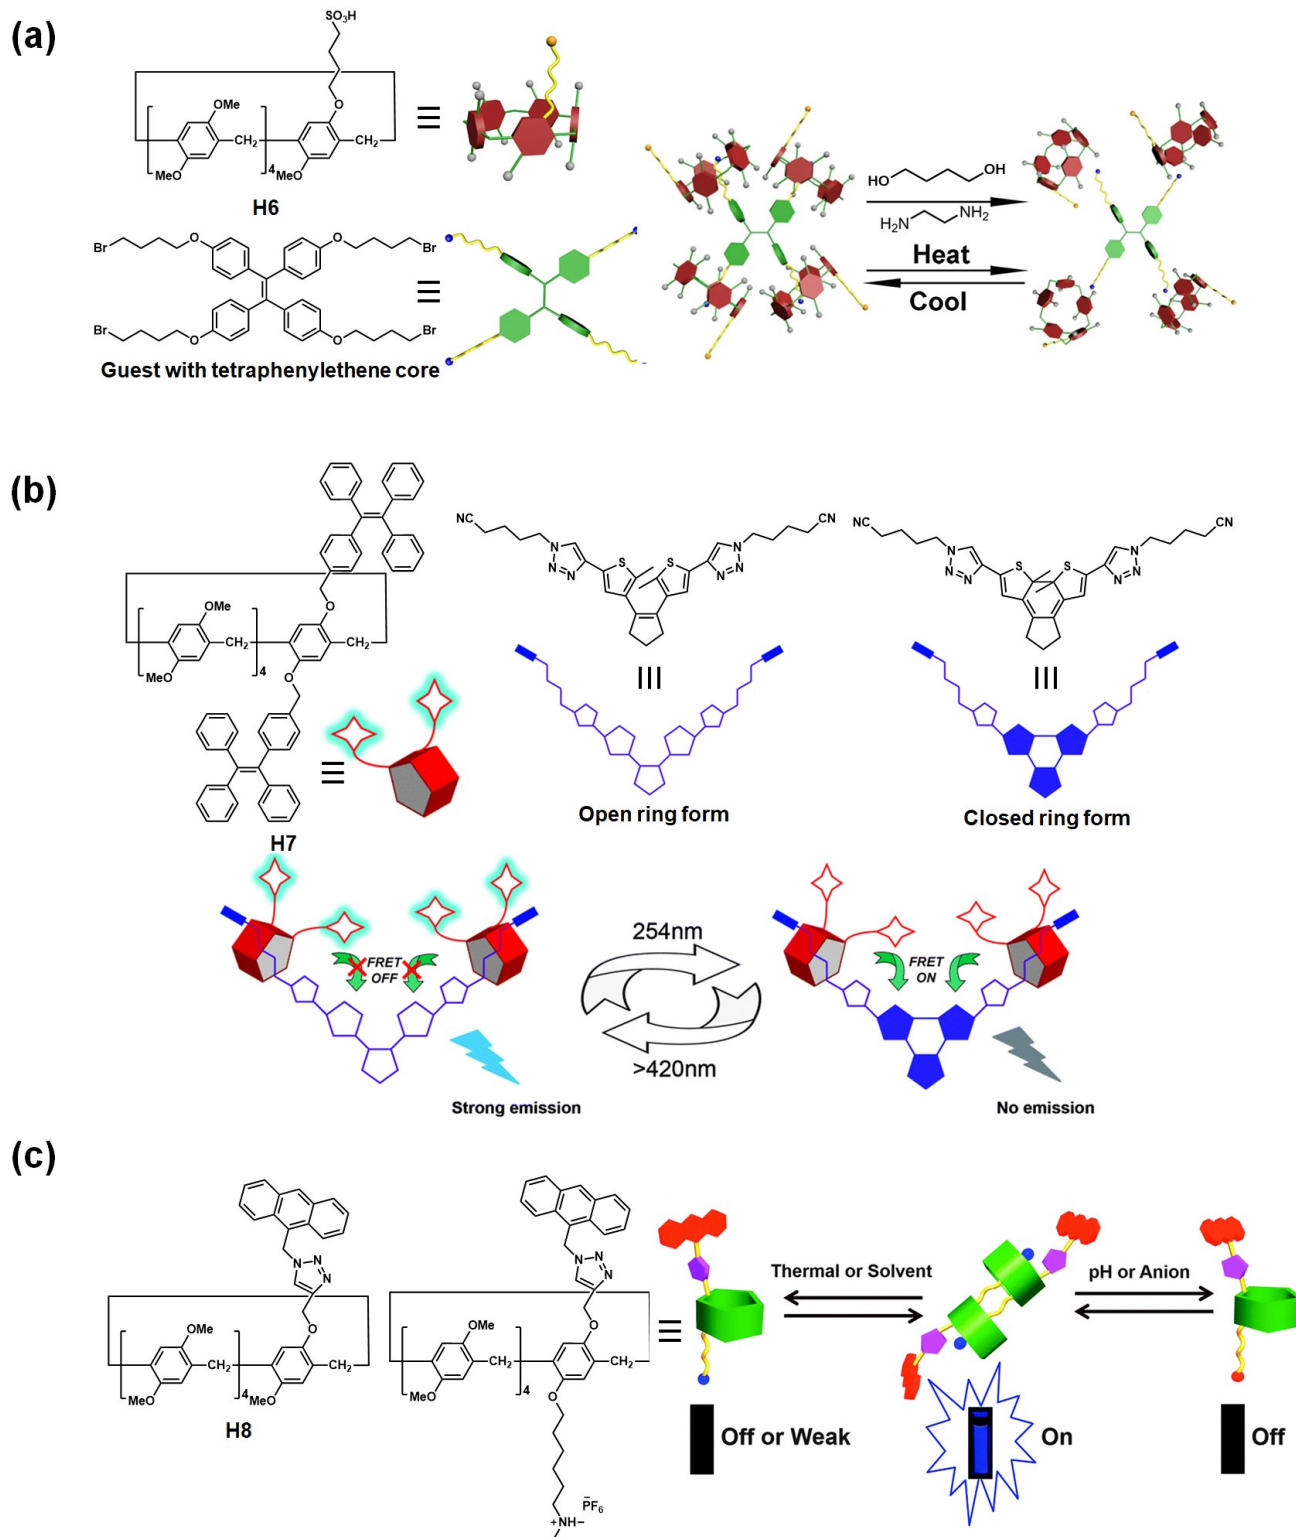 (a)
SO3H
OMe
O
CH2
CH2
MeO
4
MeO
H6
HO
OH
H2N
NH2
Heat
Cool
Br
O
O
Br
Br
O
O
Br
Guest with tetraphenylethene core
(b)
OMe
O
CH2
CH2
MeO
4
O
H7
NC
N
N
N
S
S
N
N
N
CN
Open ring form
NC
N
N
N
S
S
N
N
N
CN
Closed ring form
FRET
OFF
254nm
>420nm
FRET
ON
Strong emission
No emission
(c)
N
N
N
O
OMe
CH2
CH2
MeO
4
MeO
H8
N
N
N
O
OMe
CH2
CH2
MeO
4
O
PF6
−
+NH−
Thermal or Solvent
pH or Anion
Off or Weak
On
Off